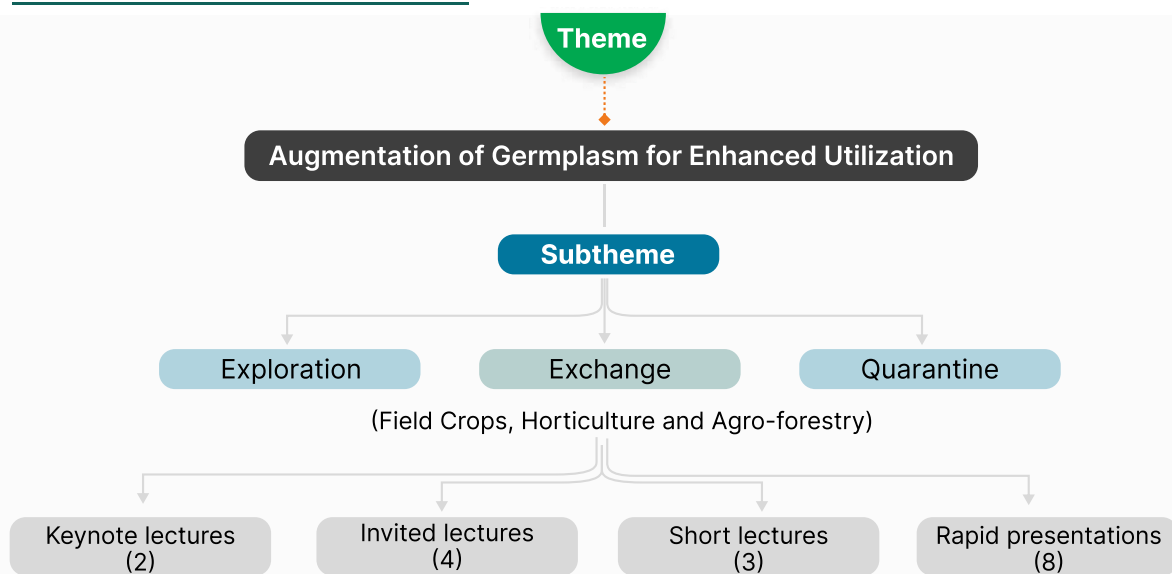 Theme
Augmentation of Germplasm for Enhanced Utilization
Subtheme
Exploration
Exchange
Quarantine
(Field Crops, Horticulture and Agro-forestry)
Keynote lectures
(2)
Invited lectures
(4)
Short lectures
(3)
Rapid presentations
(8)